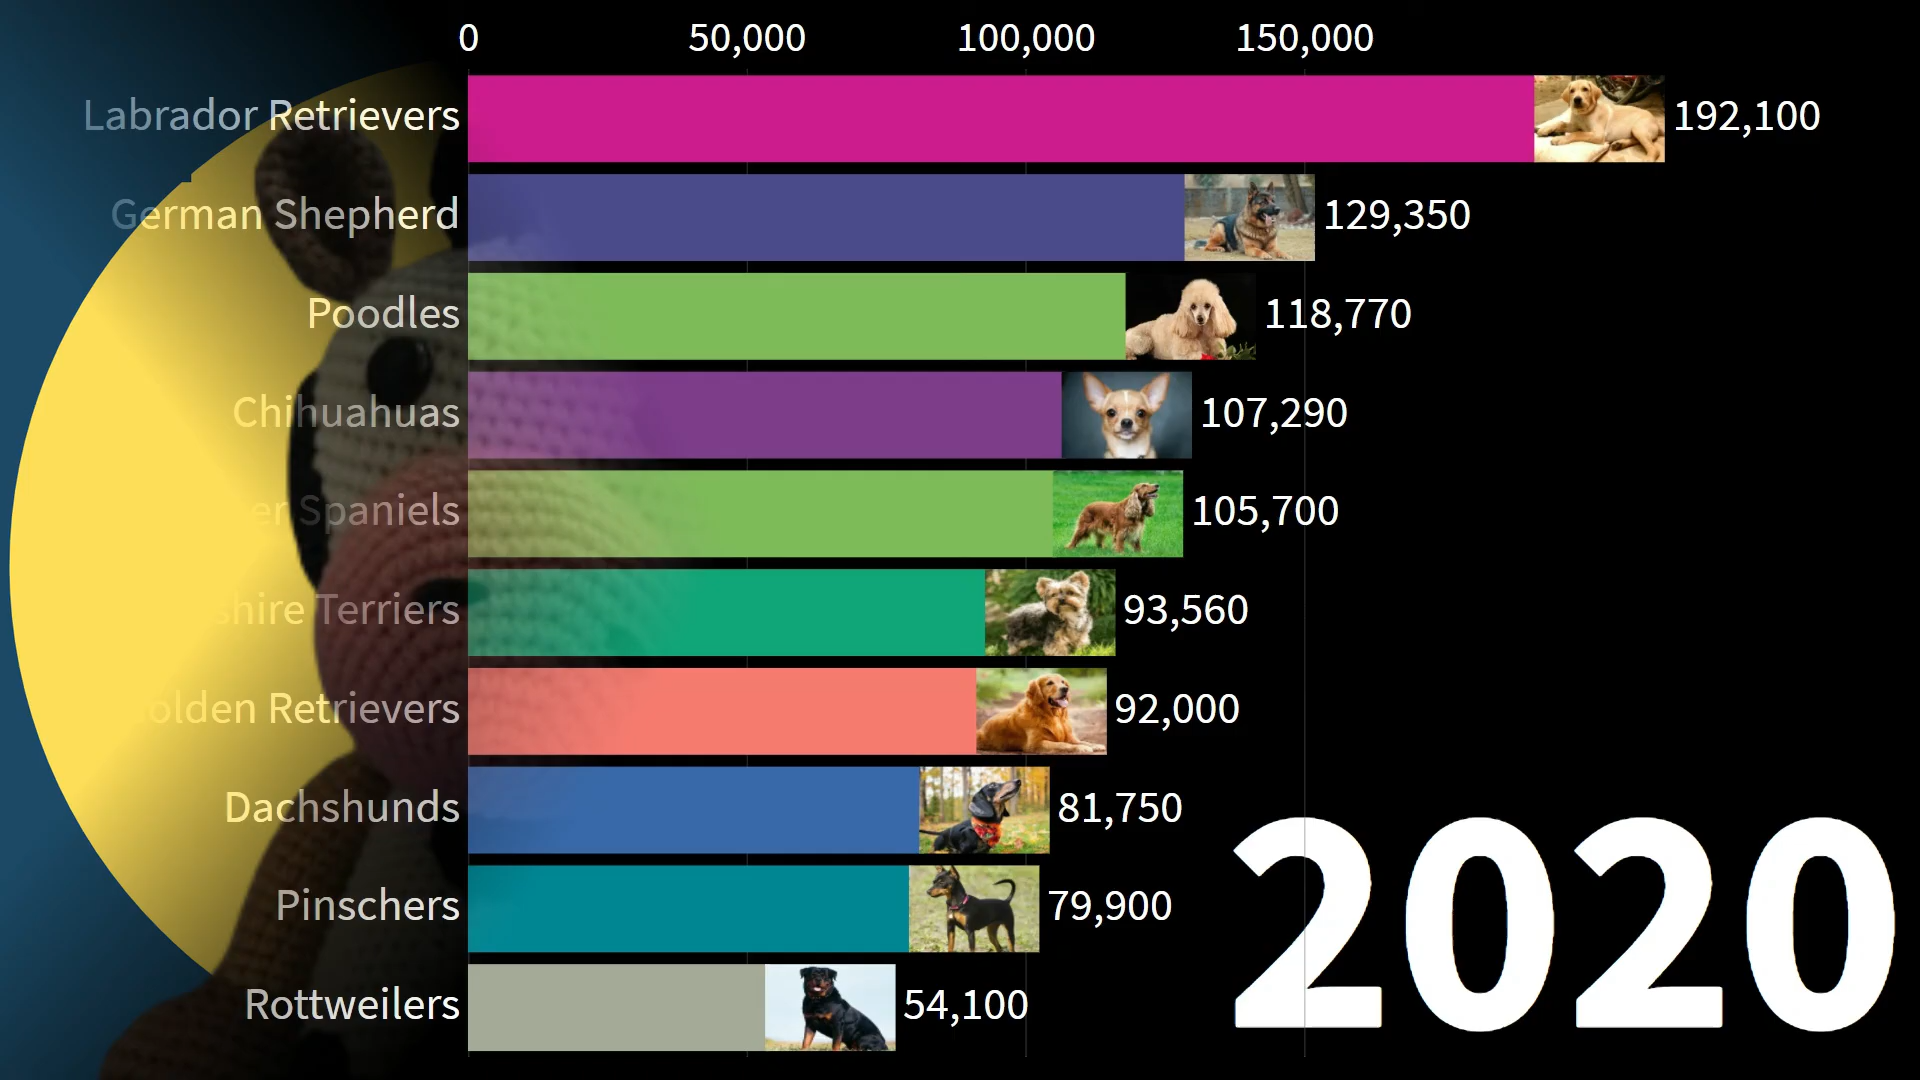 0 50,000 100,000 150,000
Labrador Retrievers 192,100
German Shepherd 129,350
Poodles 118,770
Chihuahuas 107,290
Spaniels 105,700
Terriers 93,560
Golden Retrievers 92,000
Dachshunds 81,750
Pinschers 79,900
Rottweilers 54,100
2020